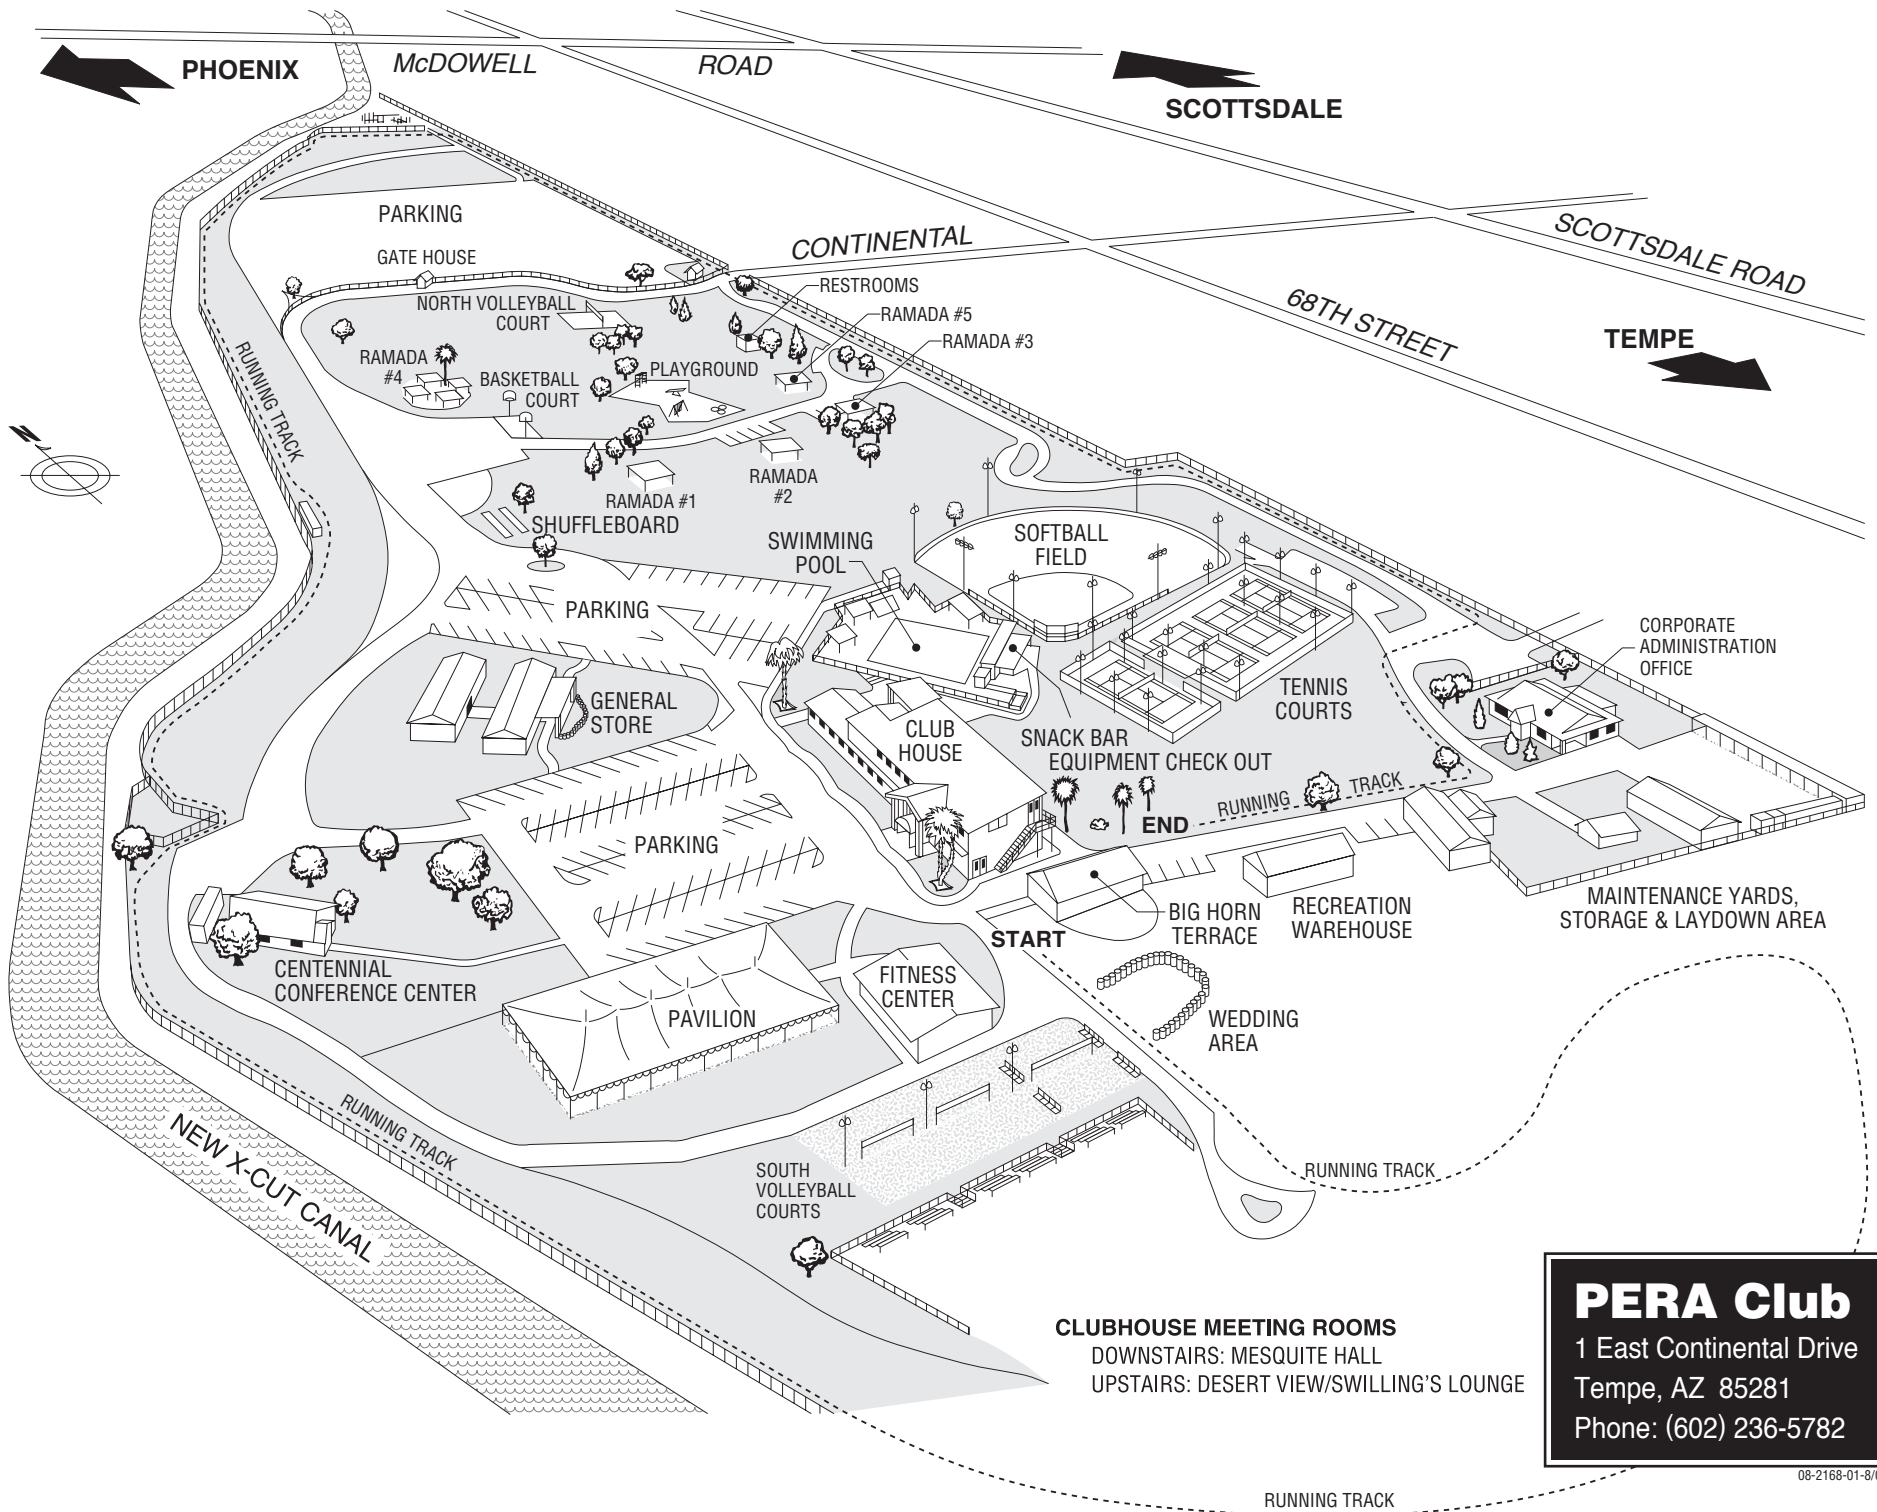 PHOENIX
McDOWELL
ROAD
SCOTTSDALE
PARKING
CONTINENTAL
SCOTTSDALE ROAD
GATE HOUSE
RESTROOMS
NORTH VOLLEYBALL
COURT
68TH STREET
RAMADA #5
TEMPE
RAMADA #3
RUNNING TRACK
RAMADA
#4
PLAYGROUND
BASKETBALL
COURT
N
RAMADA
#2
RAMADA #1
SHUFFLEBOARD
SWIMMING
POOL
SOFTBALL
FIELD
PARKING
CORPORATE
ADMINISTRATION
OFFICE
GENERAL
STORE
TENNIS
COURTS
CLUB
HOUSE
SNACK BAR
EQUIPMENT CHECK OUT
RUNNING TRACK
END
PARKING
MAINTENANCE YARDS,
STORAGE & LAYDOWN AREA
RECREATION
WAREHOUSE
BIG HORN
TERRACE
START
CENTENNIAL
CONFERENCE CENTER
FITNESS
CENTER
PAVILION
WEDDING
AREA
RUNNING TRACK
NEW X-CUT CANAL
SOUTH
VOLLEYBALL
COURTS
RUNNING TRACK
CLUBHOUSE MEETING ROOMS
DOWNSTAIRS: MESQUITE HALL
UPSTAIRS: DESERT VIEW/SWILLING'S LOUNGE
PERA Club
1 East Continental Drive
Tempe, AZ 85281
Phone: (602) 236-5782
RUNNING TRACK